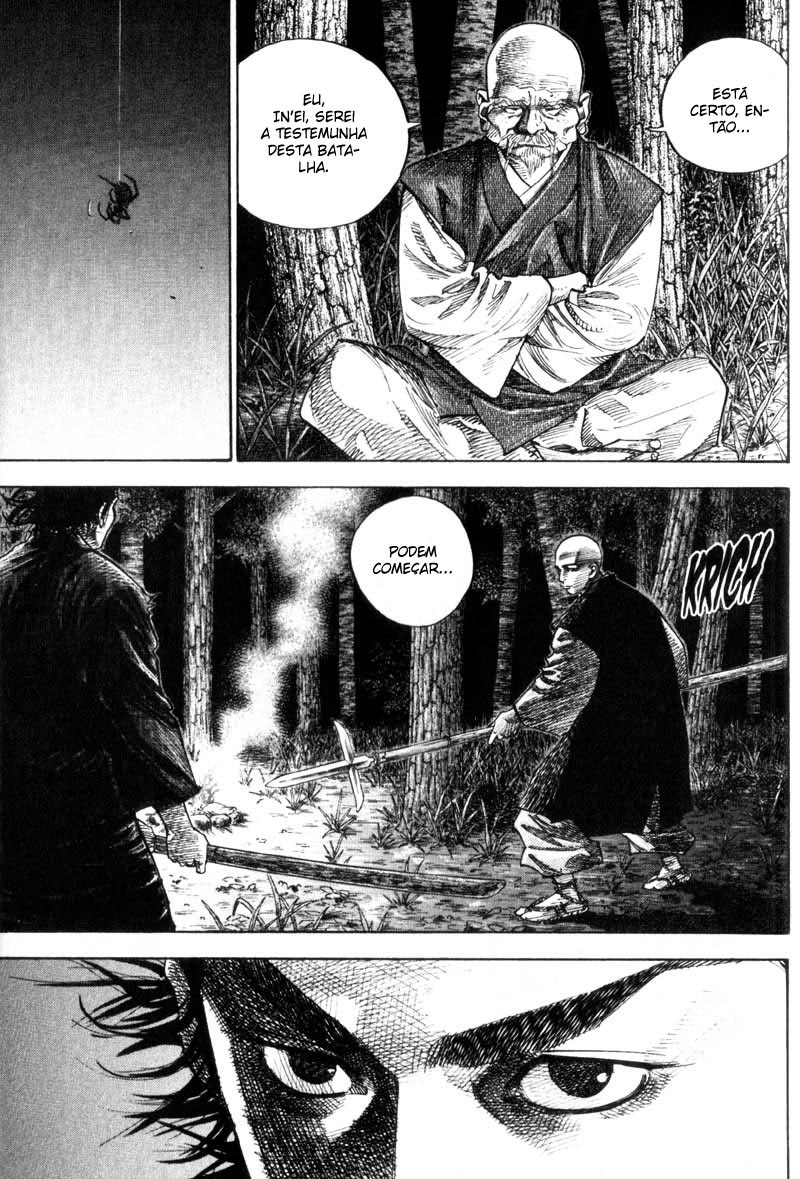 ESTÁ
CERTO, EN-
TÃO...
EU,
IN'EI, SEREI
A TESTEMUNHA
DESTA BATA-
LHA.
PODEM
COMEÇAR...
KRICH